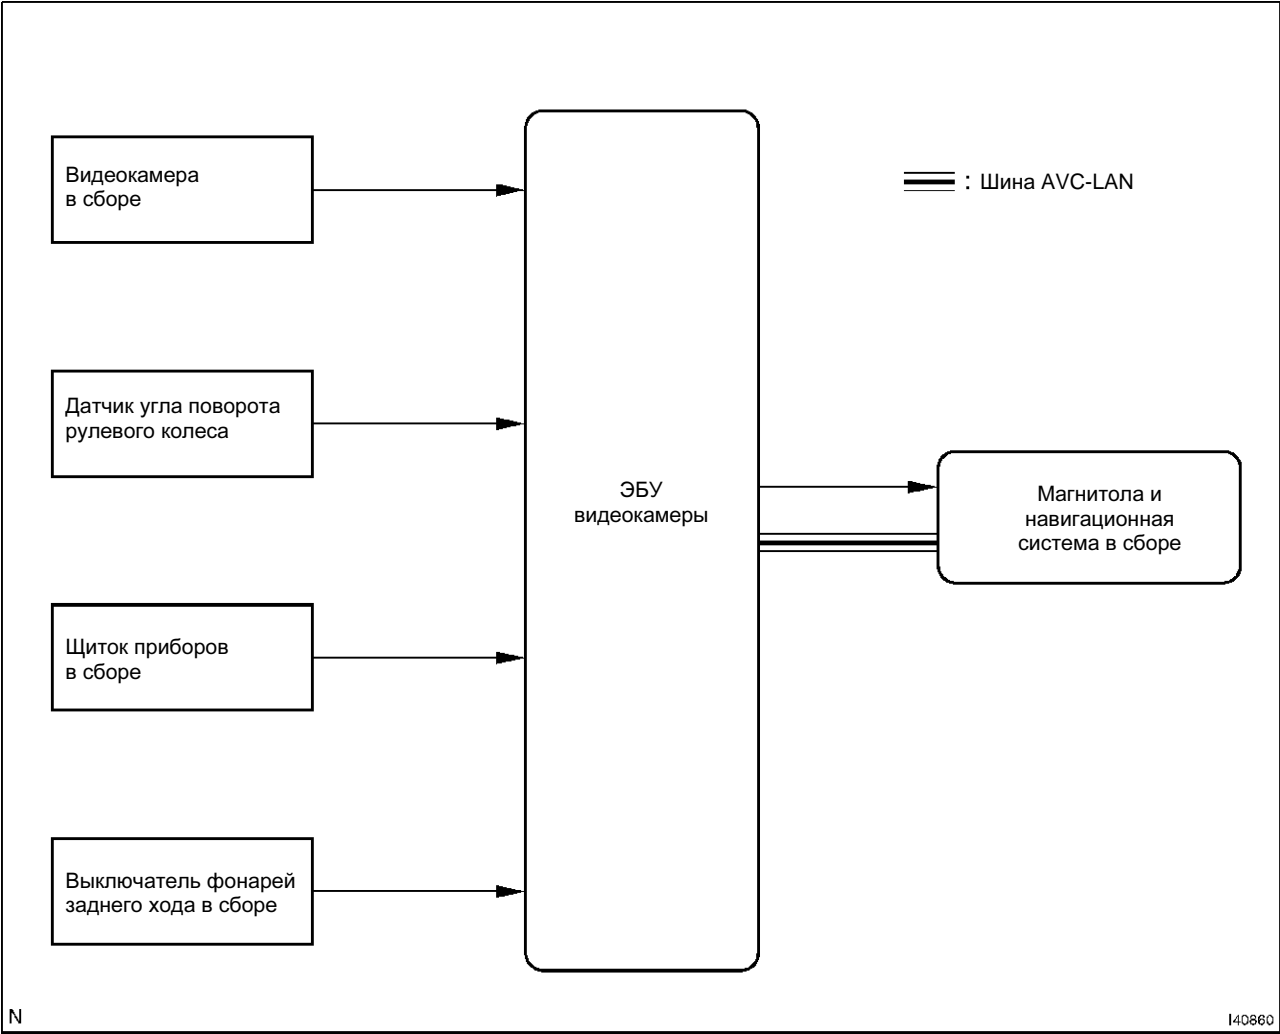 Видеокамера
в сборе
: Шина AVC-LAN
Датчик угла поворота
рулевого колеса
ЭБУ
видеокамеры
Магнитола и
навигационная
система в сборе
Щиток приборов
в сборе
Выключатель фонарей
заднего хода в сборе
N
I40860